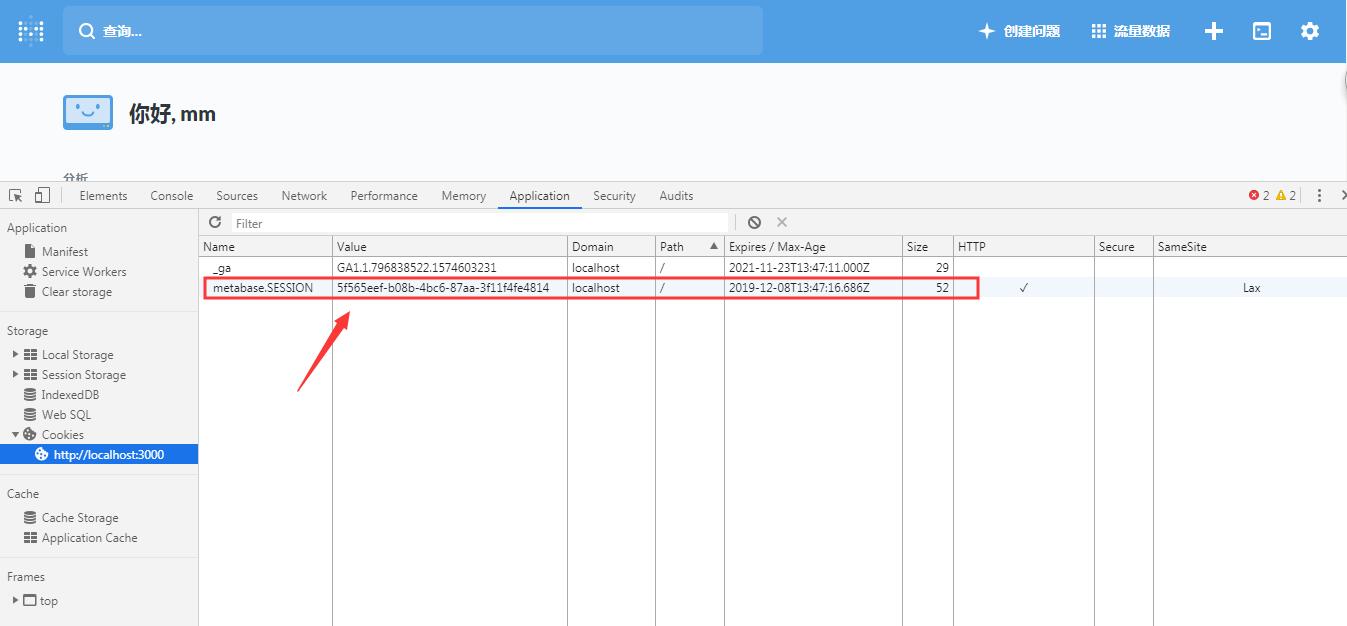 查询...
创建问题
流量数据
你好, mm
分析
Elements Console Sources Network Performance Memory Application Security Audits 2 2
Application
Manifest
Service Workers
Clear storage
Storage
Local Storage
Session Storage
IndexedDB
Web SQL
Cookies
http://localhost:3000
Cache
Cache Storage
Application Cache
Frames
top
Filter
Name Value Domain Path Expires / Max-Age Size HTTP Secure SameSite
_ga GA1.1.796838522.1574603231 localhost / 2021-11-23T13:47:11.000Z 29
metabase.SESSION 5f565eef-b08b-4bc6-87aa-3f11f4fe4814 localhost / 2019-12-08T13:47:16.686Z 52 ✓ Lax